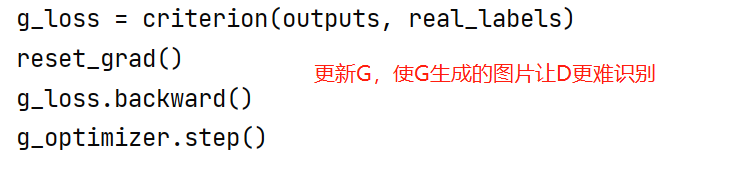 g_loss = criterion(outputs, real_labels)
reset_grad()
更新G，使G生成的图片让D更难识别
g_loss.backward()
g_optimizer.step()